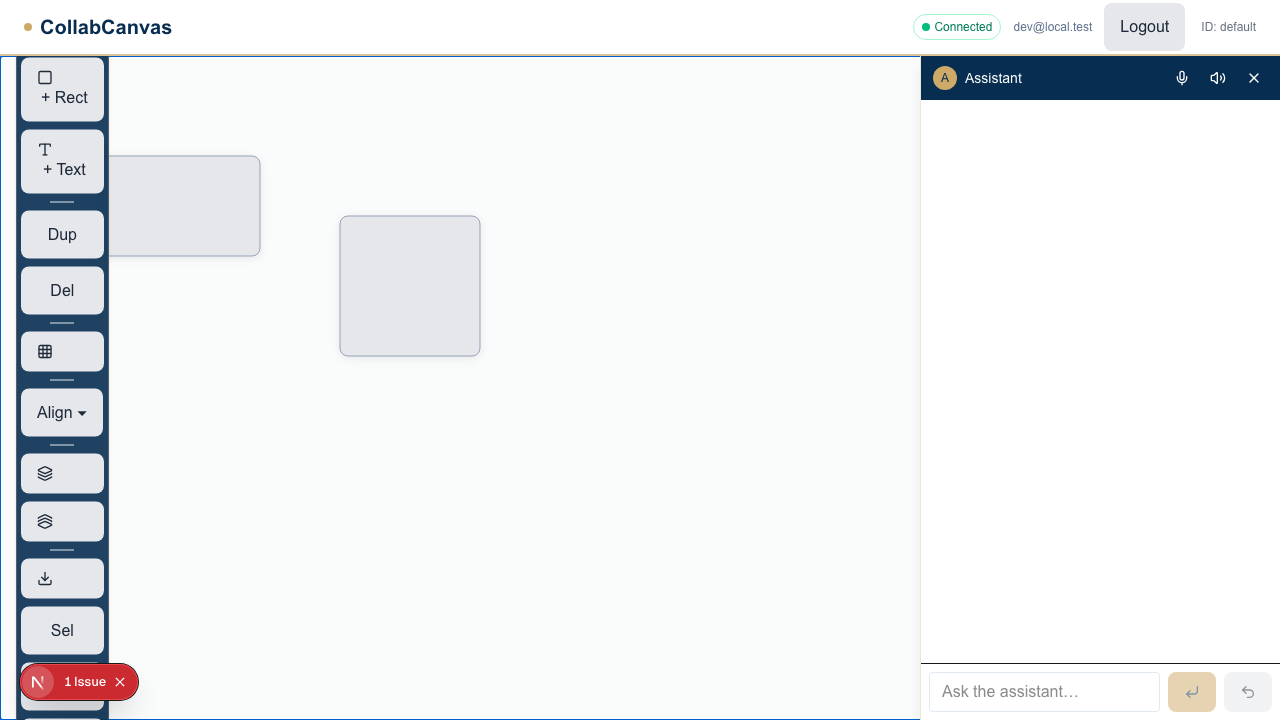 CollabCanvas
Connected
dev@local.test
Logout
ID: default
+ Rect
+ Text
Dup
Del
Align
Sel
1 Issue
A
Assistant
Ask the assistant…